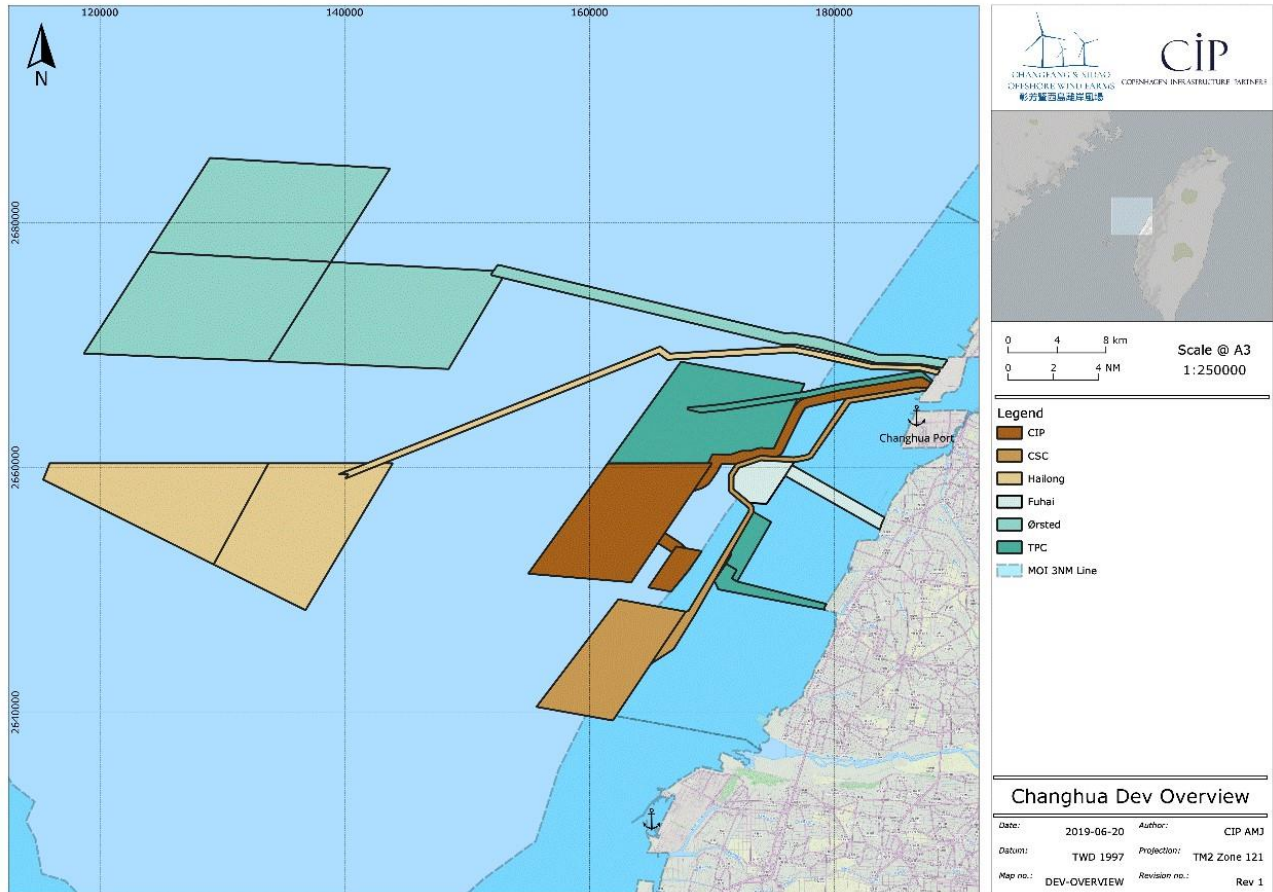 120000
140000
160000
180000
N
2680000
2660000
2640000
Changhua Port
CHANGFANG & XIDAO
OFFSHORE WIND FARMS
彰芳暨西島離岸風場
CIP
COPENHAGEN INFRASTRUCTURE PARTNERS
0 4 8 km
0 2 4 NM
Scale @ A3
1:250000
Legend
CIP
CSC
Hailong
Fuhai
Ørsted
TPC
MOI 3NM Line
Changhua Dev Overview
Date: 2019-06-20 Author: CIP AMJ
Datum: TWD 1997 Projection: TM2 Zone 121
Map no.: DEV-OVERVIEW Revision no.: Rev 1